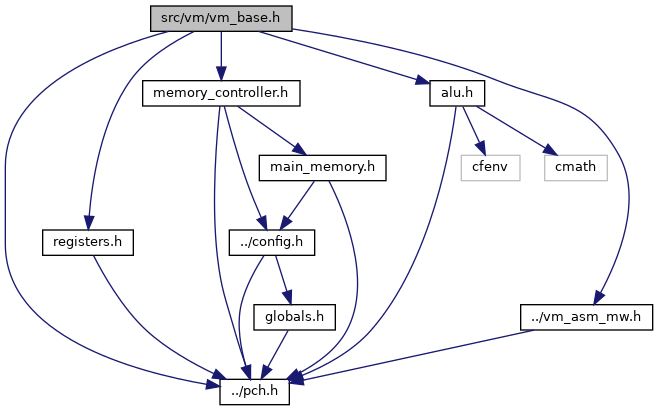 src/vm/vm_base.h
memory_controller.h
alu.h
main_memory.h
cfenv
cmath
registers.h
../config.h
globals.h
../vm_asm_mw.h
../pch.h